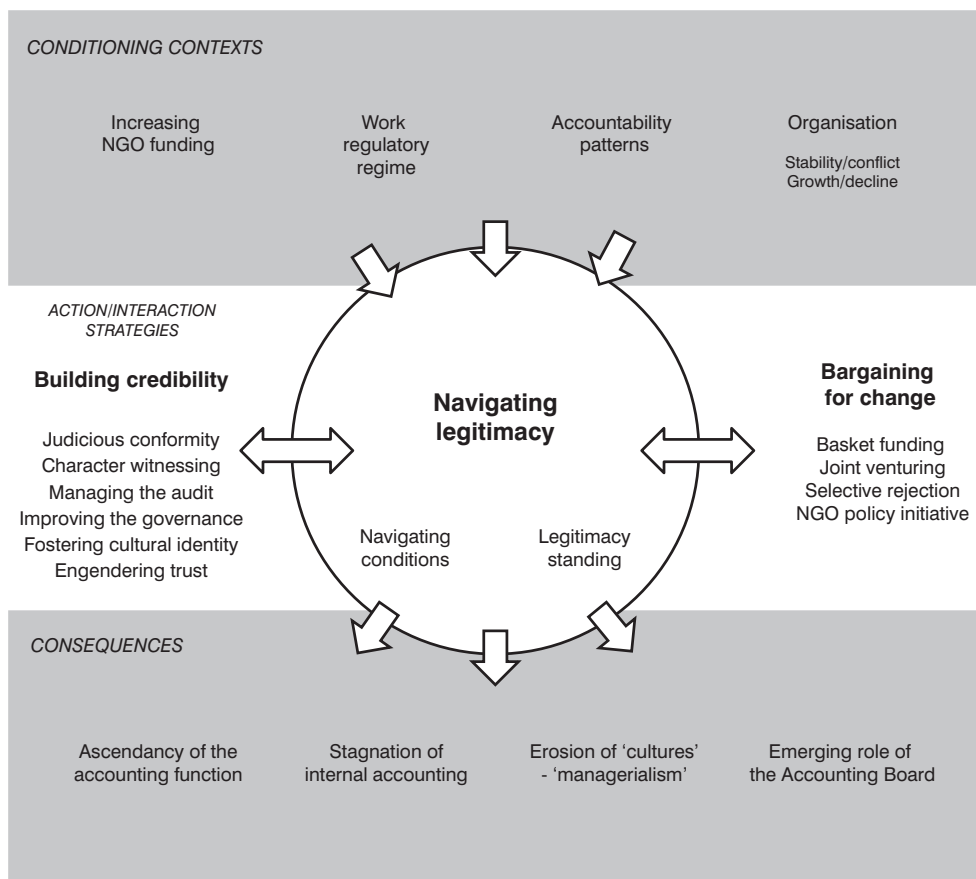 CONDITIONING CONTEXTS
Increasing
NGO funding
Work
regulatory
regime
Accountability
patterns
Organisation
Stability/conflict
Growth/decline
ACTION/INTERACTION
STRATEGIES
Building credibility
Judicious conformity
Character witnessing
Managing the audit
Improving the governance
Fostering cultural identity
Engendering trust
Navigating
legitimacy
Navigating
conditions
Legitimacy
standing
Bargaining
for change
Basket funding
Joint venturing
Selective rejection
NGO policy initiative
CONSEQUENCES
Ascendancy of the
accounting function
Stagnation of
internal accounting
Erosion of ‘cultures’
- ‘managerialism’
Emerging role of
the Accounting Board